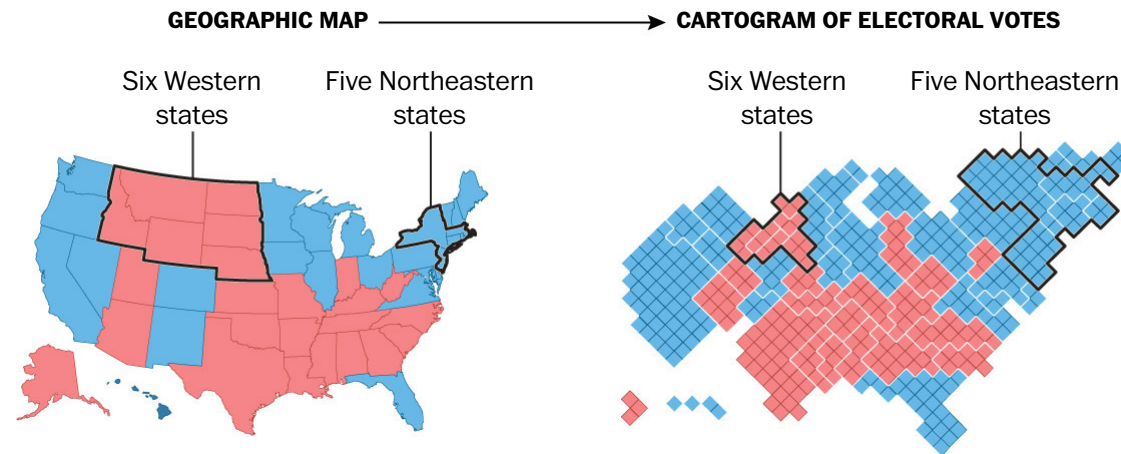 GEOGRAPHIC MAP
CARTOGRAM OF ELECTORAL VOTES
Six Western
states
Five Northeastern
states
Six Western
states
Five Northeastern
states